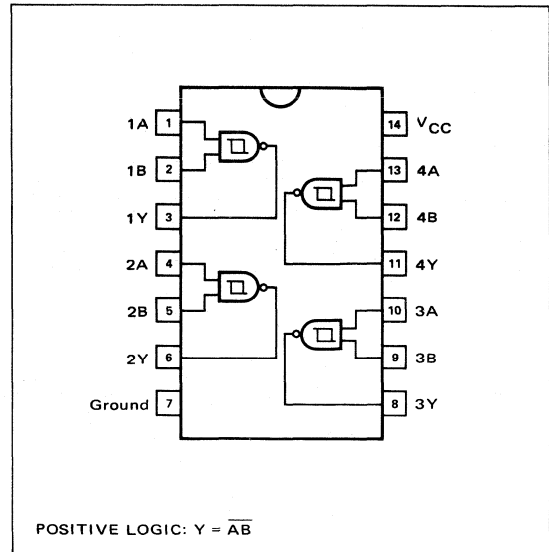 1A 1 14 VCC
1B 2 13 4A
1Y 3 12 4B
2A 4 11 4Y
2B 5 10 3A
2Y 6 9 3B
Ground 7 8 3Y
POSITIVE LOGIC: Y = A̅B̅